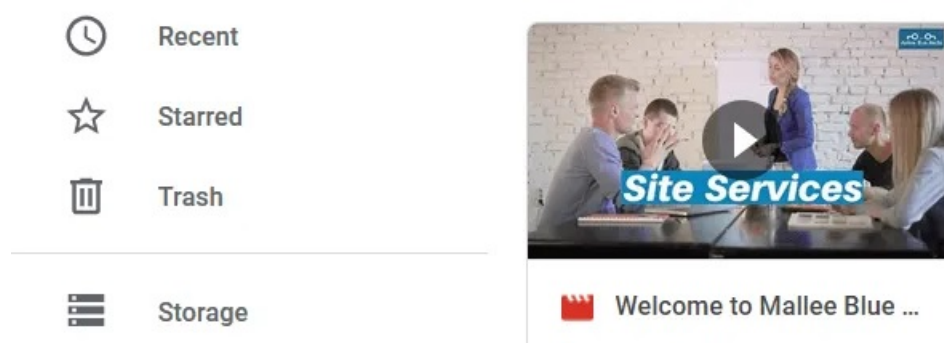 Recent
Starred
Trash
Storage
Site Services
Welcome to Mallee Blue ...